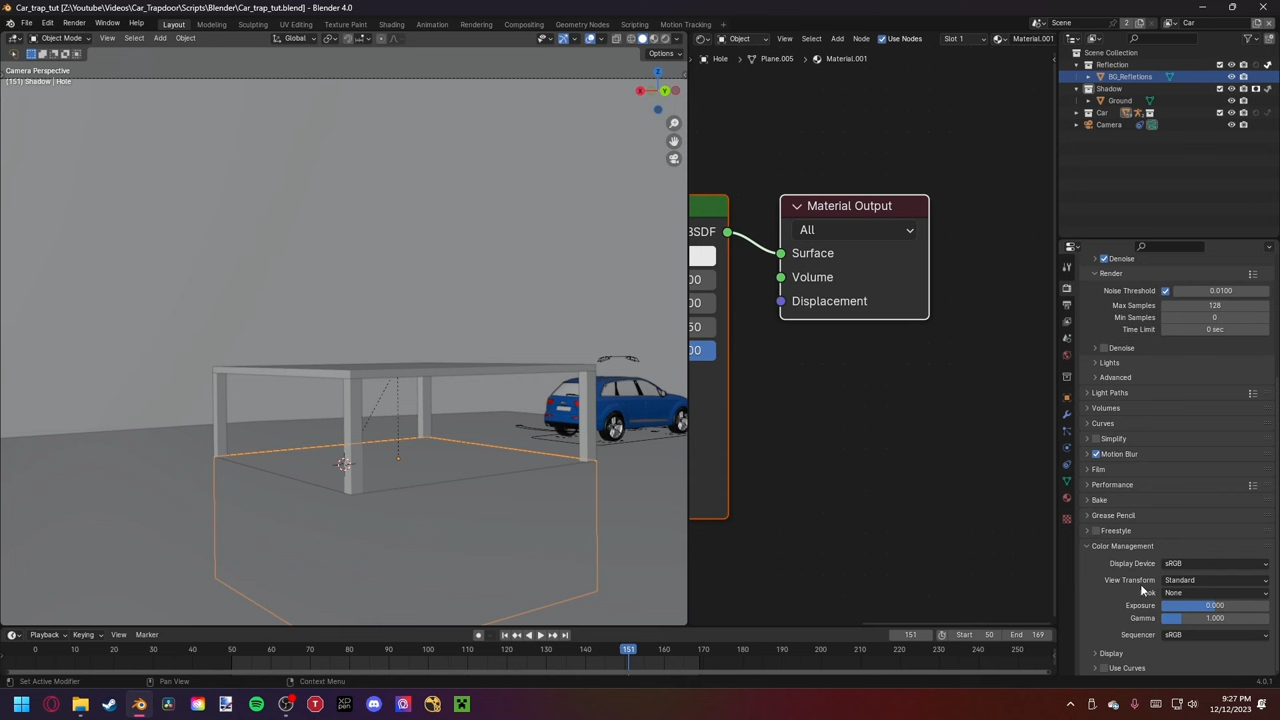 Car_trap_tut [Z:\Youtube\Videos\Car_Trapdoor\Scripts\Blender\Car_trap_tut.blend] - Blender 4.0
File Edit Render Window Help Layout Modeling Sculpting UV Editing Texture Paint Shading Animation Rendering Compositing Geometry Nodes Scripting Motion Tracking Scene 2 Car
Object Mode View Select Add Object Global Object View Select Add Node Use Nodes Slot 1 Material.001
Options
Hole Plane.005 Material.001
Camera Perspective
(151) Shadow | Hole
Z
X
Y
Scene Collection
Reflection
BG_Refletions
Shadow
Ground
Car
Camera
BSDF
00
00
50
00
Material Output
All
Surface
Volume
Displacement
Denoise
Render
Noise Threshold 0.0100
Max Samples 128
Min Samples 0
Time Limit 0 sec
Denoise
Lights
Advanced
Light Paths
Volumes
Curves
Simplify
Motion Blur
Film
Performance
Bake
Grease Pencil
Freestyle
Color Management
Display Device sRGB
View Transform Standard
ok None
Exposure 0.000
Gamma 1.000
Sequencer sRGB
Display
Use Curves
Playback Keying View Marker 151 Start 50 End 169
0 10 20 30 40 50 60 70 80 90 100 110 120 130 140 151 160 170 180 190 200 210 220 230 240 250
Set Active Modifier Pan View Context Menu 4.0.1
9:27 PM
12/12/2023